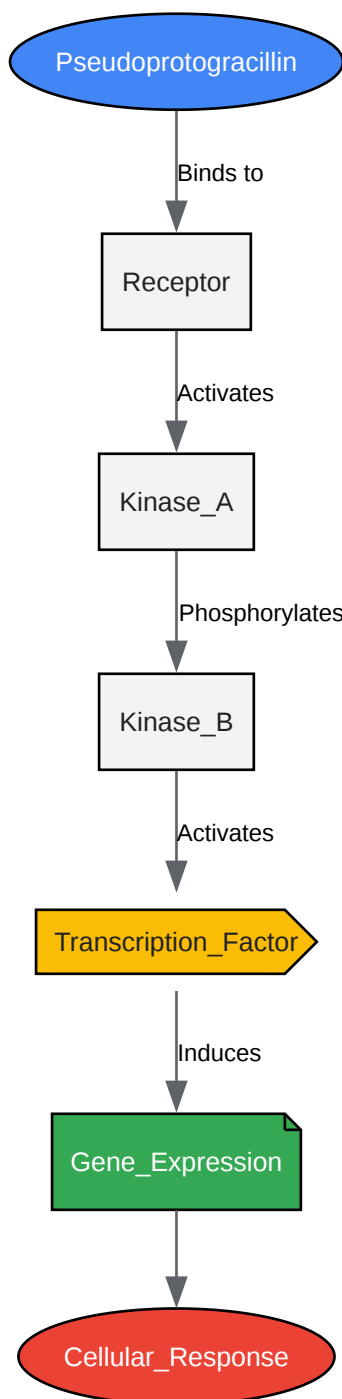 Pseudoprotogracillin
Binds to
Receptor
Activates
Kinase_A
Phosphorylates
Kinase_B
Activates
Transcription_Factor
Induces
Gene_Expression
Cellular_Response